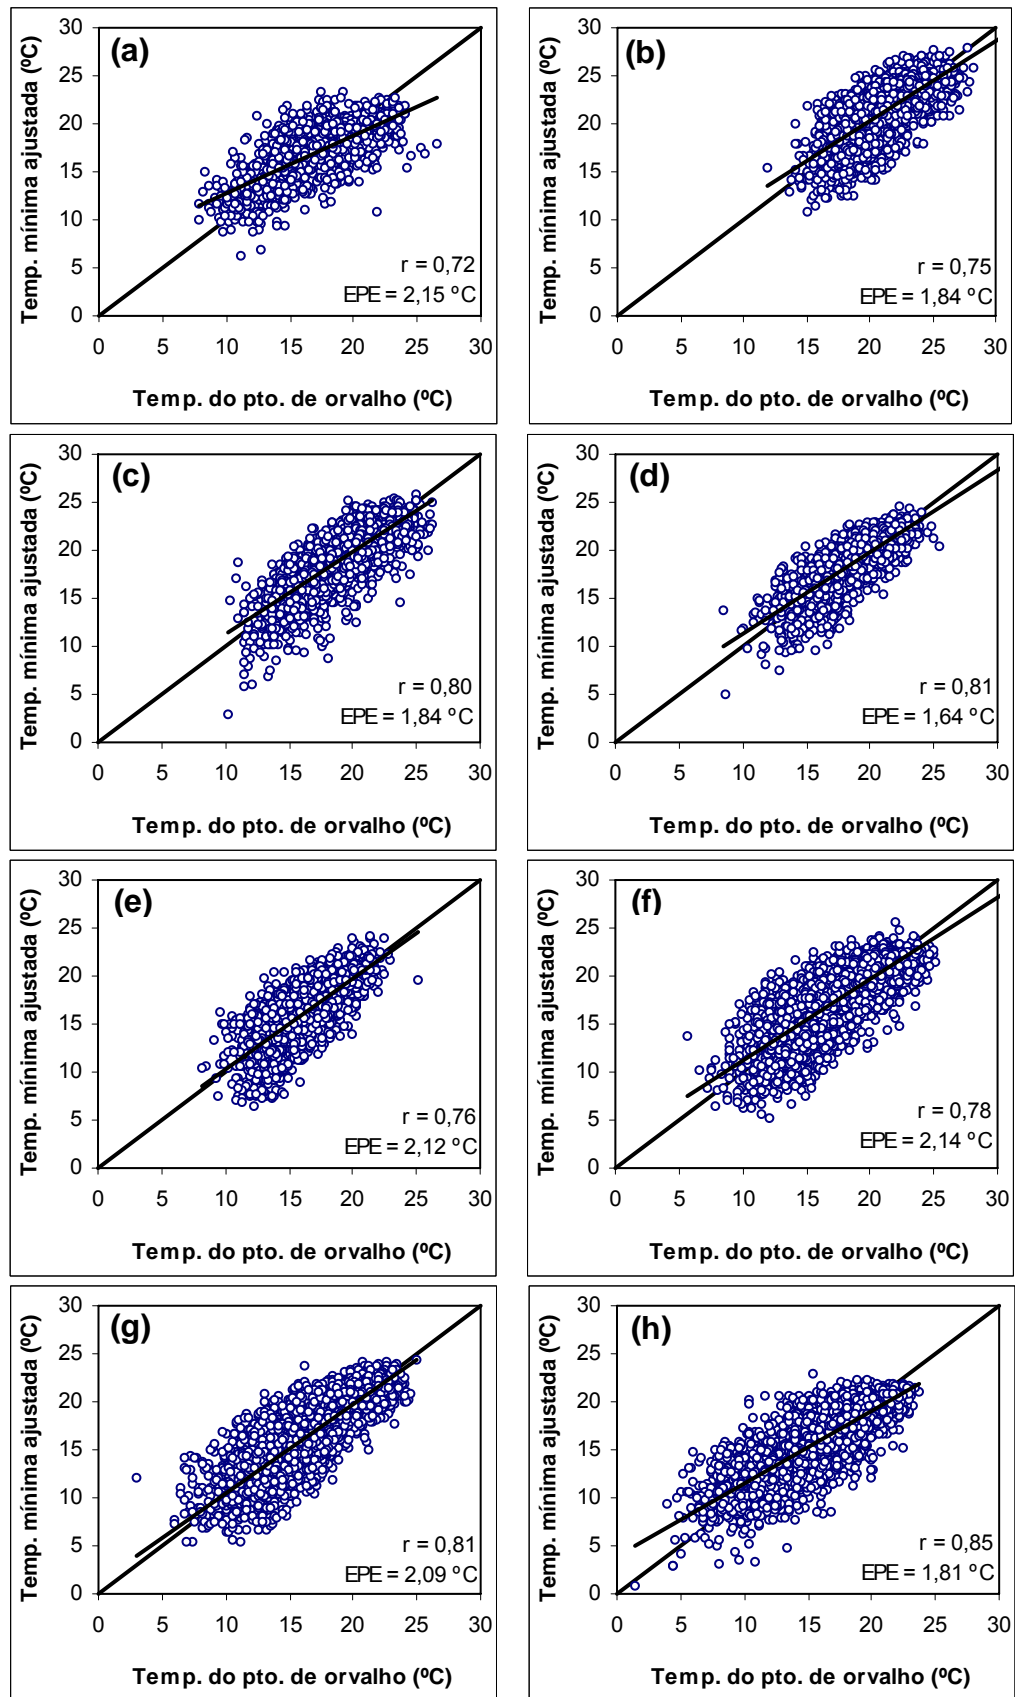 (a)
Temp. mínima ajustada (ºC)
30
25
20
15
10
5
0
r = 0,72
EPE = 2,15 ºC
0 5 10 15 20 25 30
Temp. do pto. de orvalho (ºC)
(b)
Temp. mínima ajustada (ºC)
30
25
20
15
10
5
0
r = 0,75
EPE = 1,84 ºC
0 5 10 15 20 25 30
Temp. do pto. de orvalho (ºC)
(c)
Temp. mínima ajustada (ºC)
30
25
20
15
10
5
0
r = 0,80
EPE = 1,84 ºC
0 5 10 15 20 25 30
Temp. do pto. de orvalho (ºC)
(d)
Temp. mínima ajustada (ºC)
30
25
20
15
10
5
0
r = 0,81
EPE = 1,64 ºC
0 5 10 15 20 25 30
Temp. do pto. de orvalho (ºC)
(e)
Temp. mínima ajustada (ºC)
30
25
20
15
10
5
0
r = 0,76
EPE = 2,12 ºC
0 5 10 15 20 25 30
Temp. do pto. de orvalho (ºC)
(f)
Temp. mínima ajustada (ºC)
30
25
20
15
10
5
0
r = 0,78
EPE = 2,14 ºC
0 5 10 15 20 25 30
Temp. do pto. de orvalho (ºC)
(g)
Temp. mínima ajustada (ºC)
30
25
20
15
10
5
0
r = 0,81
EPE = 2,09 ºC
0 5 10 15 20 25 30
Temp. do pto. de orvalho (ºC)
(h)
Temp. mínima ajustada (ºC)
30
25
20
15
10
5
0
r = 0,85
EPE = 1,81 ºC
0 5 10 15 20 25 30
Temp. do pto. de orvalho (ºC)